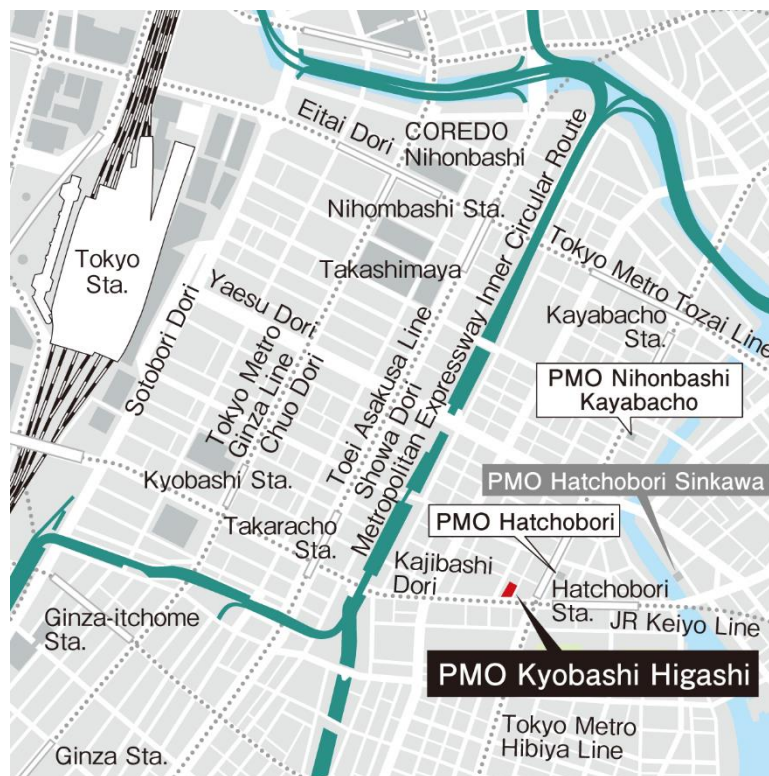 Eitai Dori
COREDO
Nihonbashi
Nihombashi Sta.
Tokyo
Sta.
Takashimaya
Yaesu Dori
Sotobori Dori
Tokyo Metro
Ginza Line
Chuo Dori
Toei Asakusa Line
Showa Dori
Metropolitan Expressway Inner Circular Route
Tokyo Metro Tozai Line
Kayabacho
Sta.
PMO Nihonbashi
Kayabacho
Kyobashi Sta.
PMO Hatchobori Sinkawa
Takaracho
Sta.
PMO Hatchobori
Kajibashi
Dori
Hatchobori
Sta.
JR Keiyo Line
Ginza-itchome
Sta.
PMO Kyobashi Higashi
Tokyo Metro
Hibiya Line
Ginza Sta.